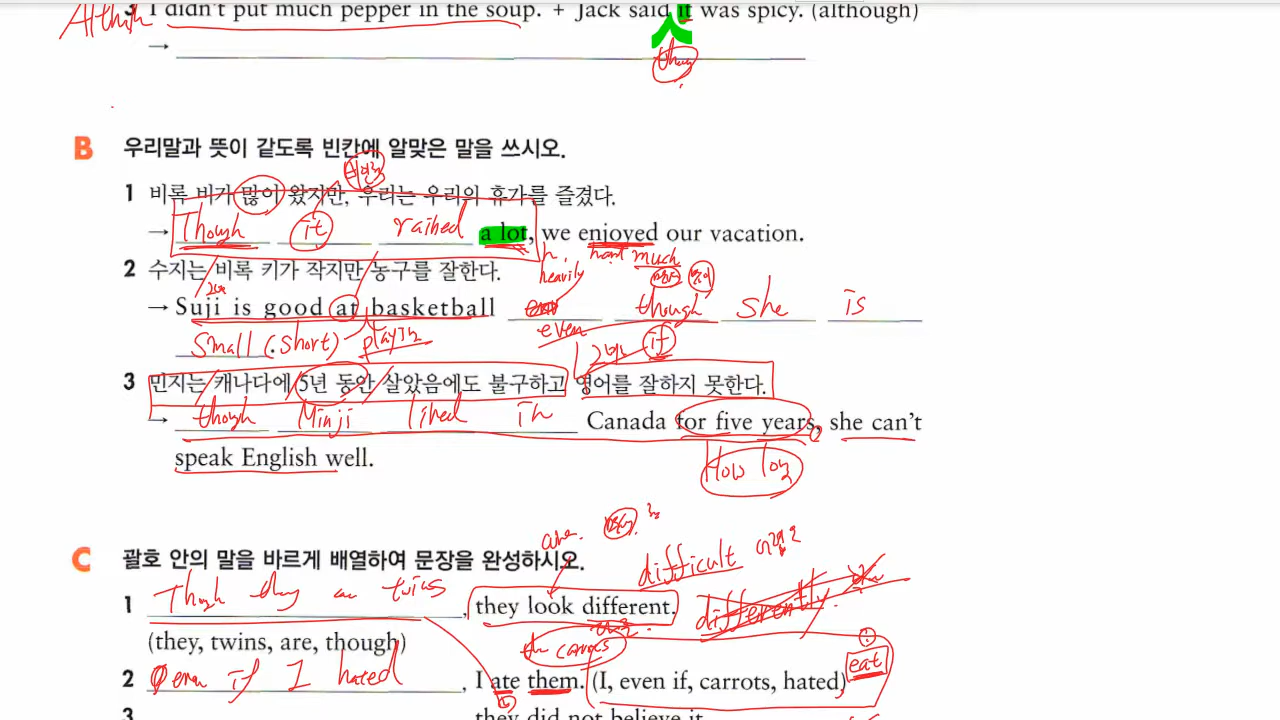 Althoh 3 I didn't put much pepper in the soup. + Jack said it was spicy. (although)
→
B 우리말과 뜻이 같도록 빈칸에 알맞은 말을 쓰시오.
1 비록 비가 많이 왔지만, 우리는 우리의 휴가를 즐겼다.
→ Though it rained a lot, we enjoyed our vacation.
heavily hard much
2 수지는 비록 키가 작지만 농구를 잘한다.
→ Suji is good at basketball even though she is
small (short) playing if
3 민지는 캐나다에 5년 동안 살았음에도 불구하고 영어를 잘하지 못한다.
→ though Minji lived in Canada for five years, she can't
speak English well.
How long
are
C 괄호 안의 말을 바르게 배열하여 문장을 완성하시오.
difficult
1 Though they are twins, they look different. differently
(they, twins, are, though)
the carrots
2 even if I hated, I ate them. (I, even if, carrots, hated) eat
3 they did not believe it.